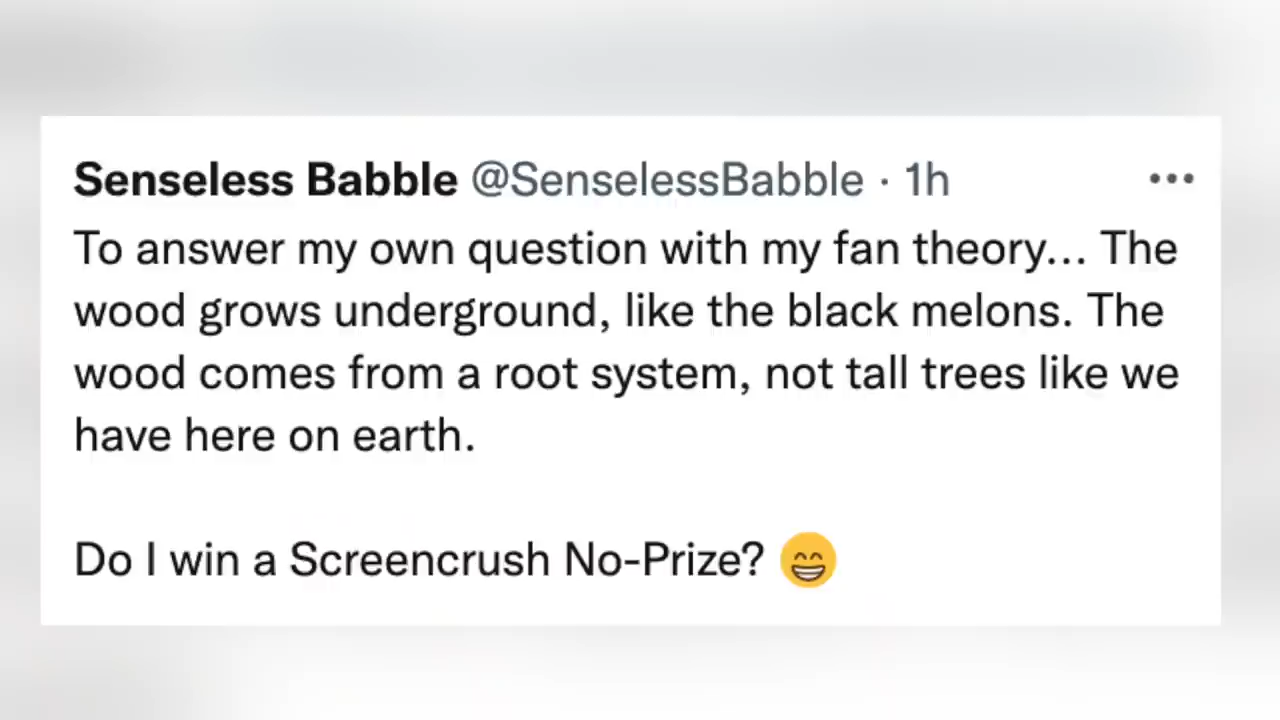 Senseless Babble @SenselessBabble · 1h
To answer my own question with my fan theory... The
wood grows underground, like the black melons. The
wood comes from a root system, not tall trees like we
have here on earth.
Do I win a Screencrush No-Prize? 😁